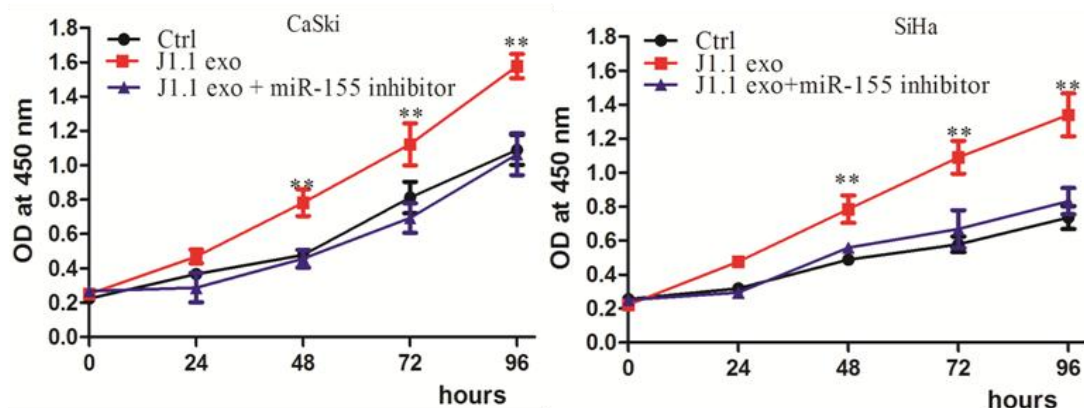 CaSki
Ctrl
J1.1 exo
J1.1 exo + miR-155 inhibitor
**
**
**
OD at 450 nm
1.8
1.6
1.4
1.2
1.0
0.8
0.6
0.4
0.2
0.0
0 24 48 72 96
hours
SiHa
Ctrl
J1.1 exo
J1.1 exo+miR-155 inhibitor
**
**
**
OD at 450 nm
1.8
1.6
1.4
1.2
1.0
0.8
0.6
0.4
0.2
0.0
0 24 48 72 96
hours